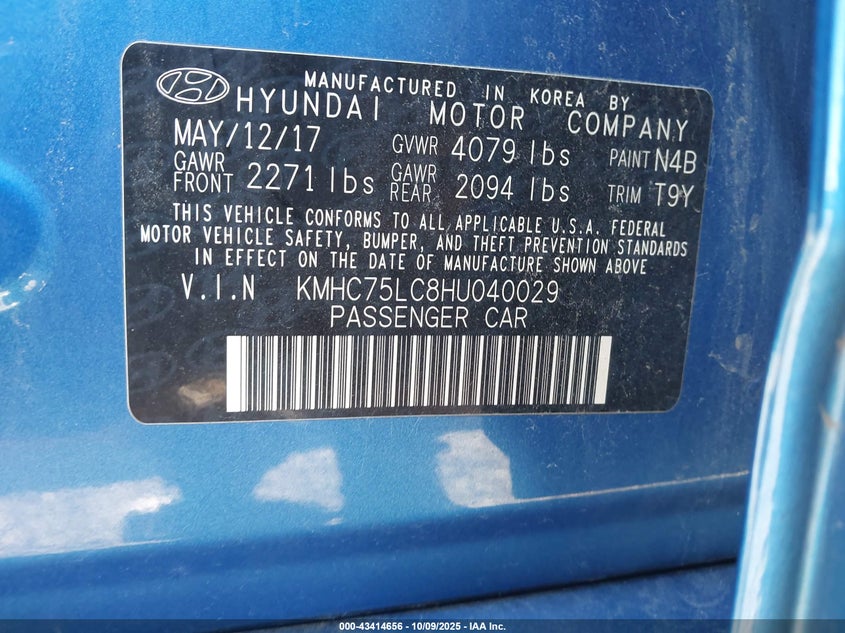 MANUFACTURED IN KOREA BY
HYUNDAI MOTOR COMPANY
MAY/12/17 GVWR 4079 lbs PAINT N4B
GAWR FRONT 2271 lbs GAWR REAR 2094 lbs TRIM T9Y
THIS VEHICLE CONFORMS TO ALL APPLICABLE U.S.A. FEDERAL
MOTOR VEHICLE SAFETY, BUMPER, AND THEFT PREVENTION STANDARDS
IN EFFECT ON THE DATE OF MANUFACTURE SHOWN ABOVE
V.I.N KMHC75LC8HU040029
PASSENGER CAR
000-43414656 - 10/09/2025 - IAA Inc.